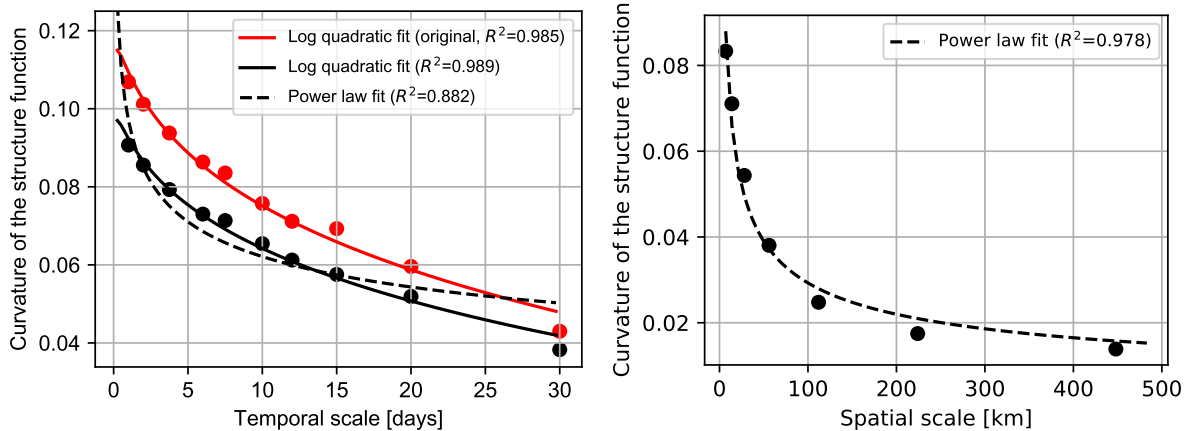 Curvature of the structure function
0.12
0.10
0.08
0.06
0.04
Log quadratic fit (original, R²=0.985)
Log quadratic fit (R²=0.989)
Power law fit (R²=0.882)
0 5 10 15 20 25 30
Temporal scale [days]
Curvature of the structure function
0.08
0.06
0.04
0.02
Power law fit (R²=0.978)
0 100 200 300 400 500
Spatial scale [km]